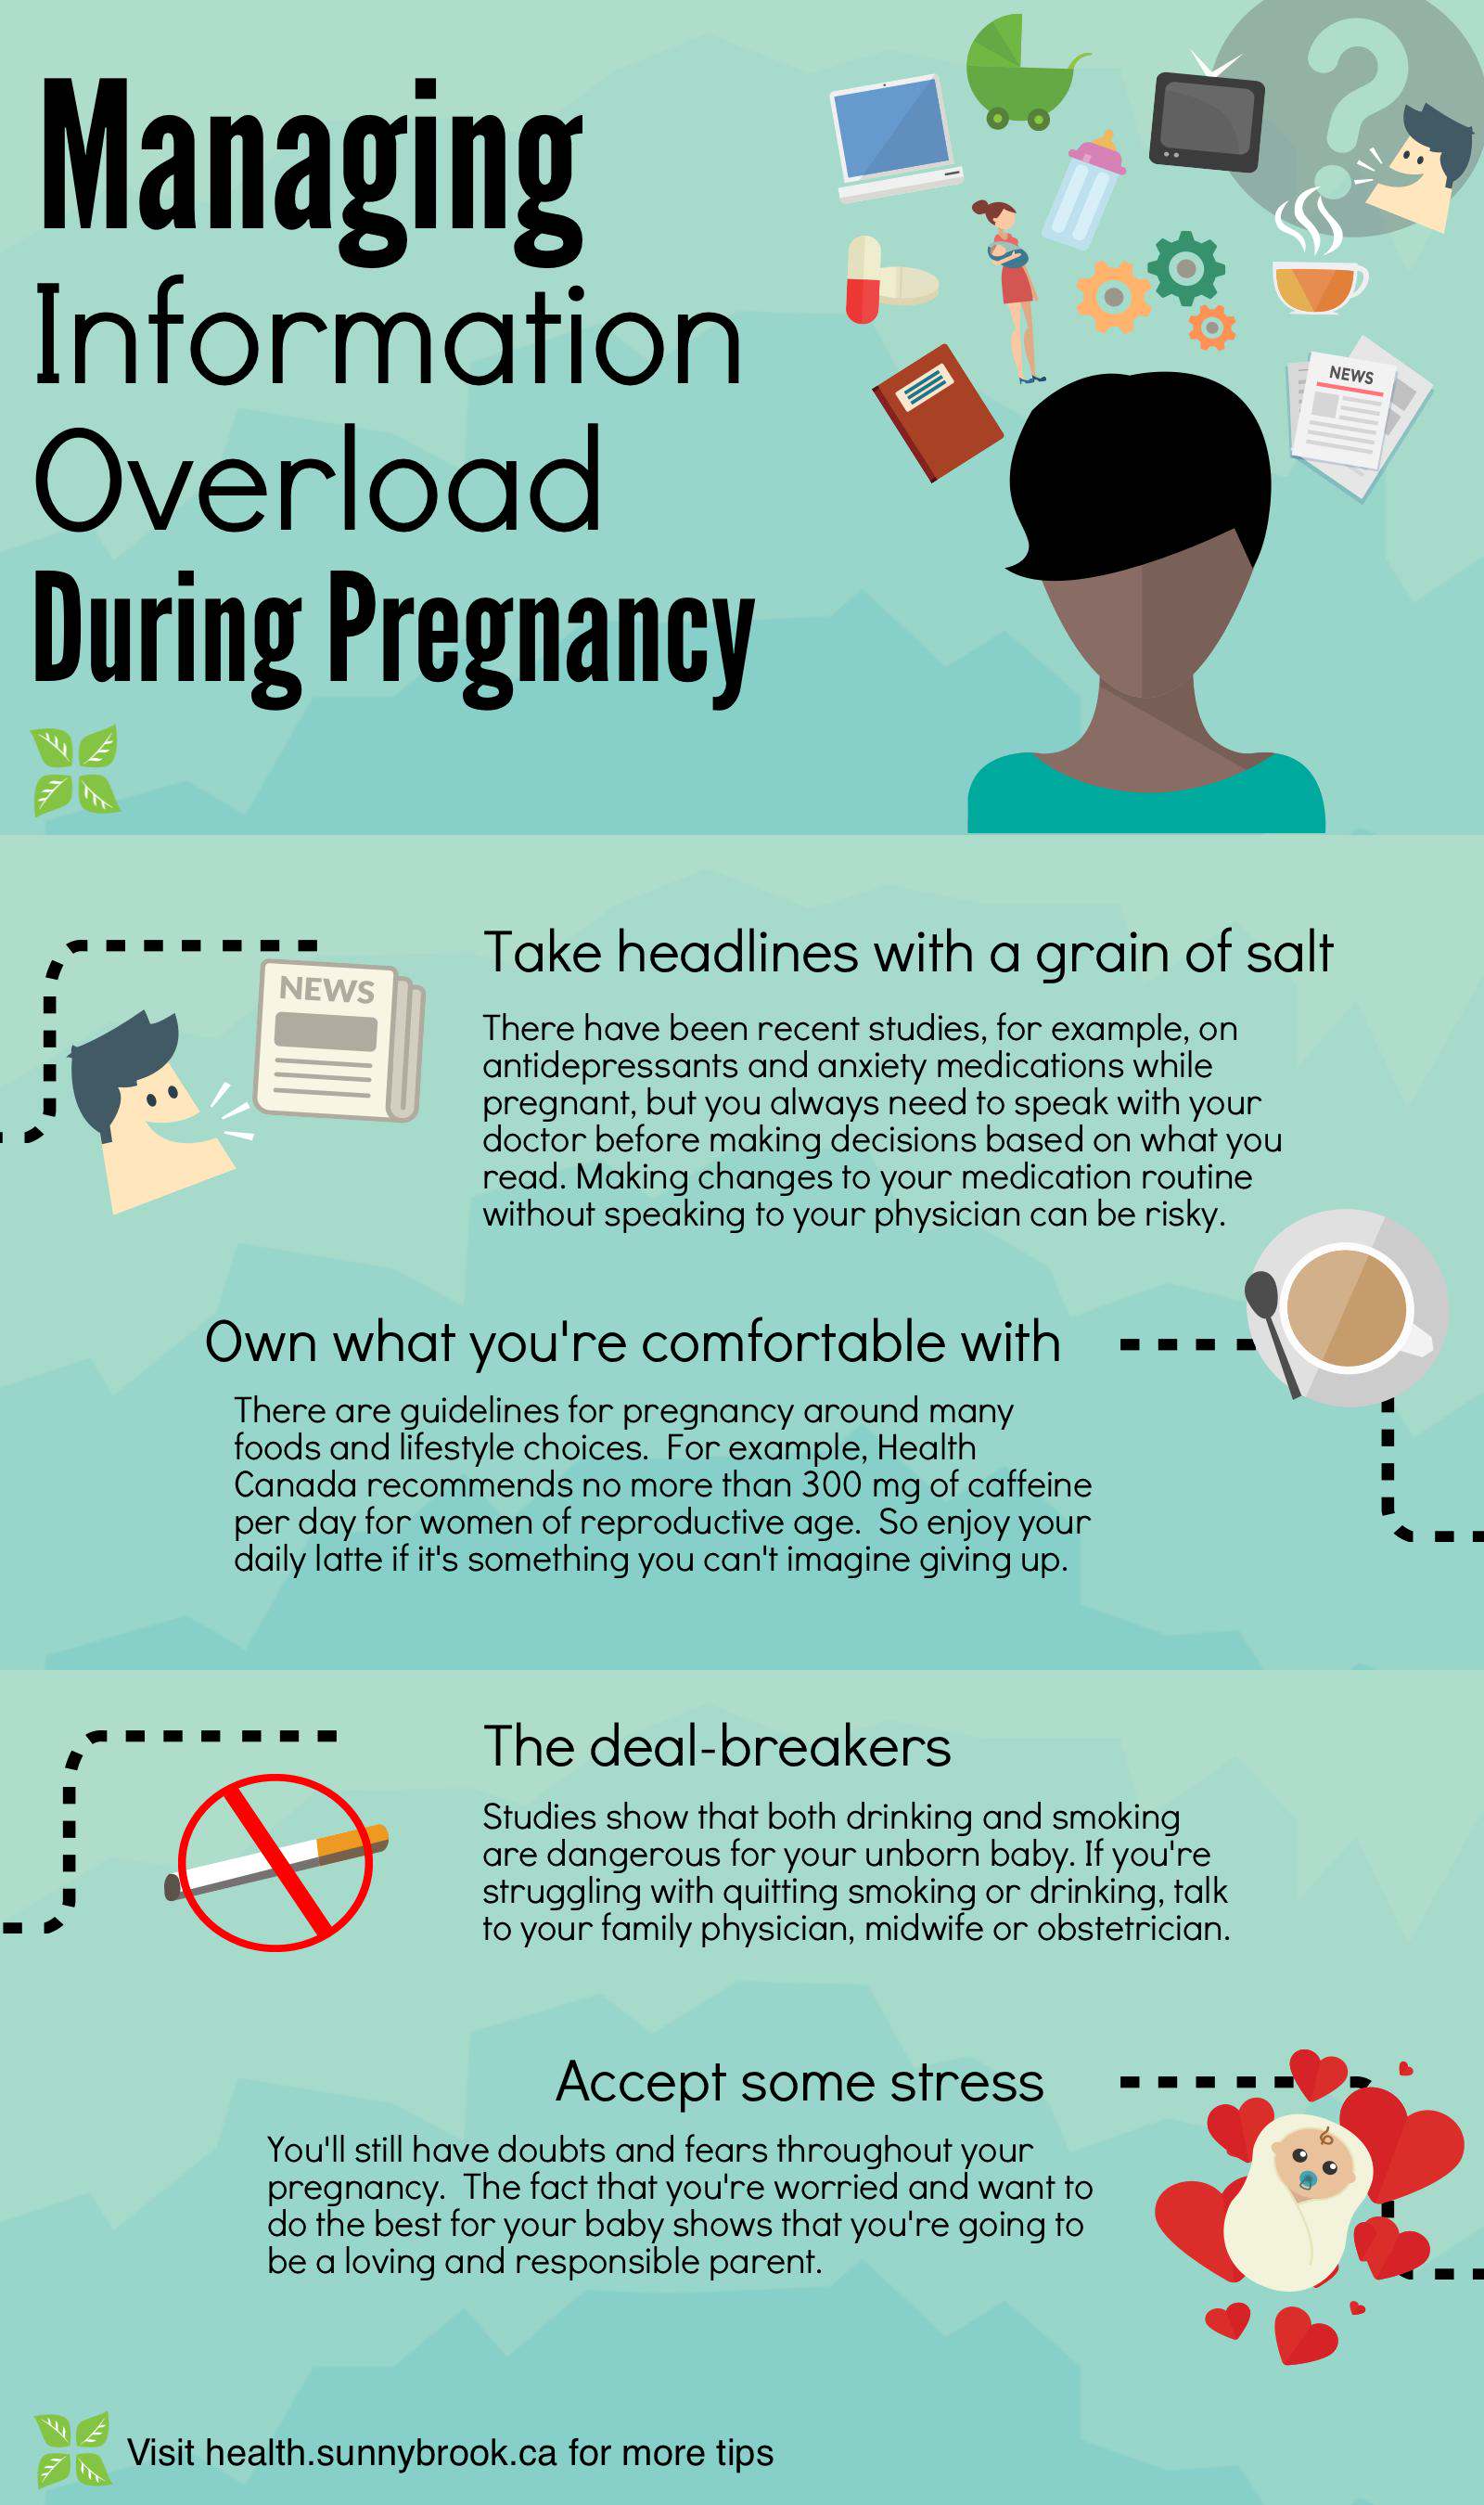 Managing
Information
Overload
During Pregnancy
NEWS
Take headlines with a grain of salt
NEWS
There have been recent studies, for example, on
antidepressants and anxiety medications while
pregnant, but you always need to speak with your
doctor before making decisions based on what you
read. Making changes to your medication routine
without speaking to your physician can be risky.
Own what you're comfortable with
There are guidelines for pregnancy around many
foods and lifestyle choices.  For example, Health
Canada recommends no more than 300 mg of caffeine
per day for women of reproductive age.  So enjoy your
daily latte if it's something you can't imagine giving up.
The deal-breakers
Studies show that both drinking and smoking
are dangerous for your unborn baby. If you're
struggling with quitting smoking or drinking, talk
to your family physician, midwife or obstetrician.
Accept some stress
You'll still have doubts and fears throughout your
pregnancy.  The fact that you're worried and want to
do the best for your baby shows that you're going to
be a loving and responsible parent.
Visit health.sunnybrook.ca for more tips